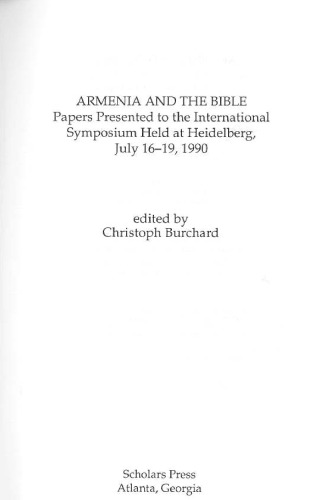 ARMENIA AND THE BIBLE
Papers Presented to the International
Symposium Held at Heidelberg,
July 16–19, 1990
edited by
Christoph Burchard
Scholars Press
Atlanta, Georgia